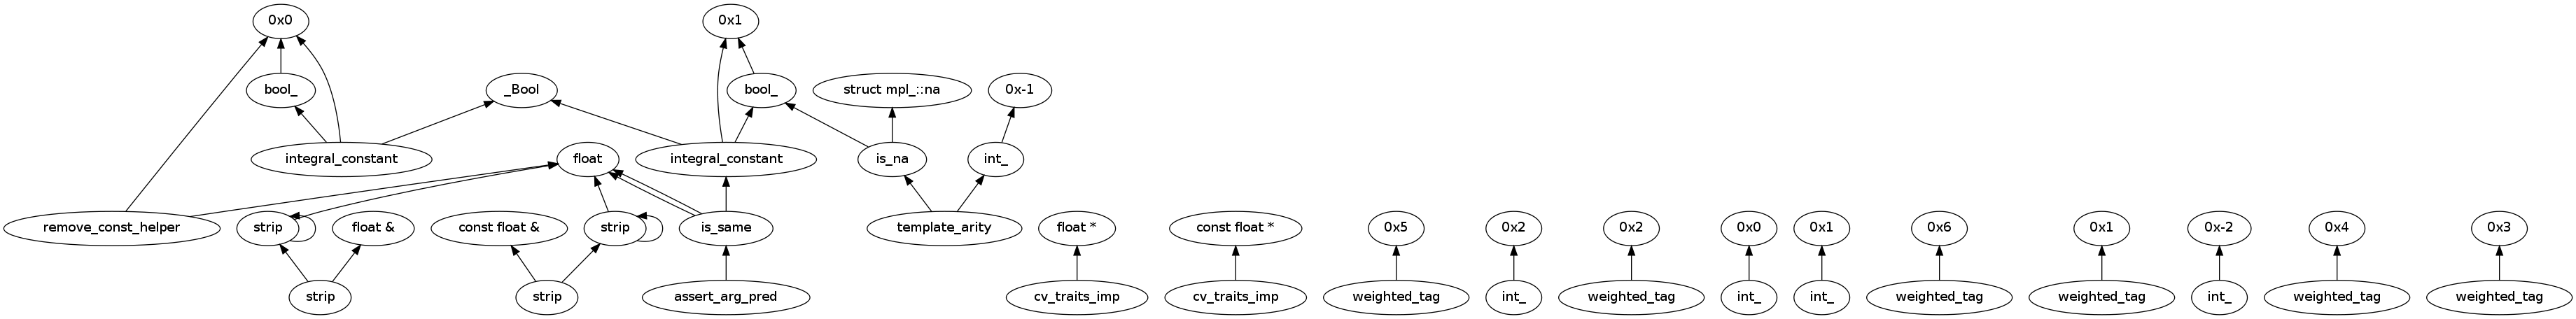 0x0
0x1
bool_
_Bool
bool_
struct mpl_::na
0x-1
integral_constant
float
integral_constant
is_na
int_
remove_const_helper
strip
float &
const float &
strip
is_same
template_arity
float *
const float *
0x5
0x2
0x2
0x0
0x1
0x6
0x1
0x-2
0x4
0x3
strip
strip
assert_arg_pred
cv_traits_imp
cv_traits_imp
weighted_tag
int_
weighted_tag
int_
int_
weighted_tag
weighted_tag
int_
weighted_tag
weighted_tag